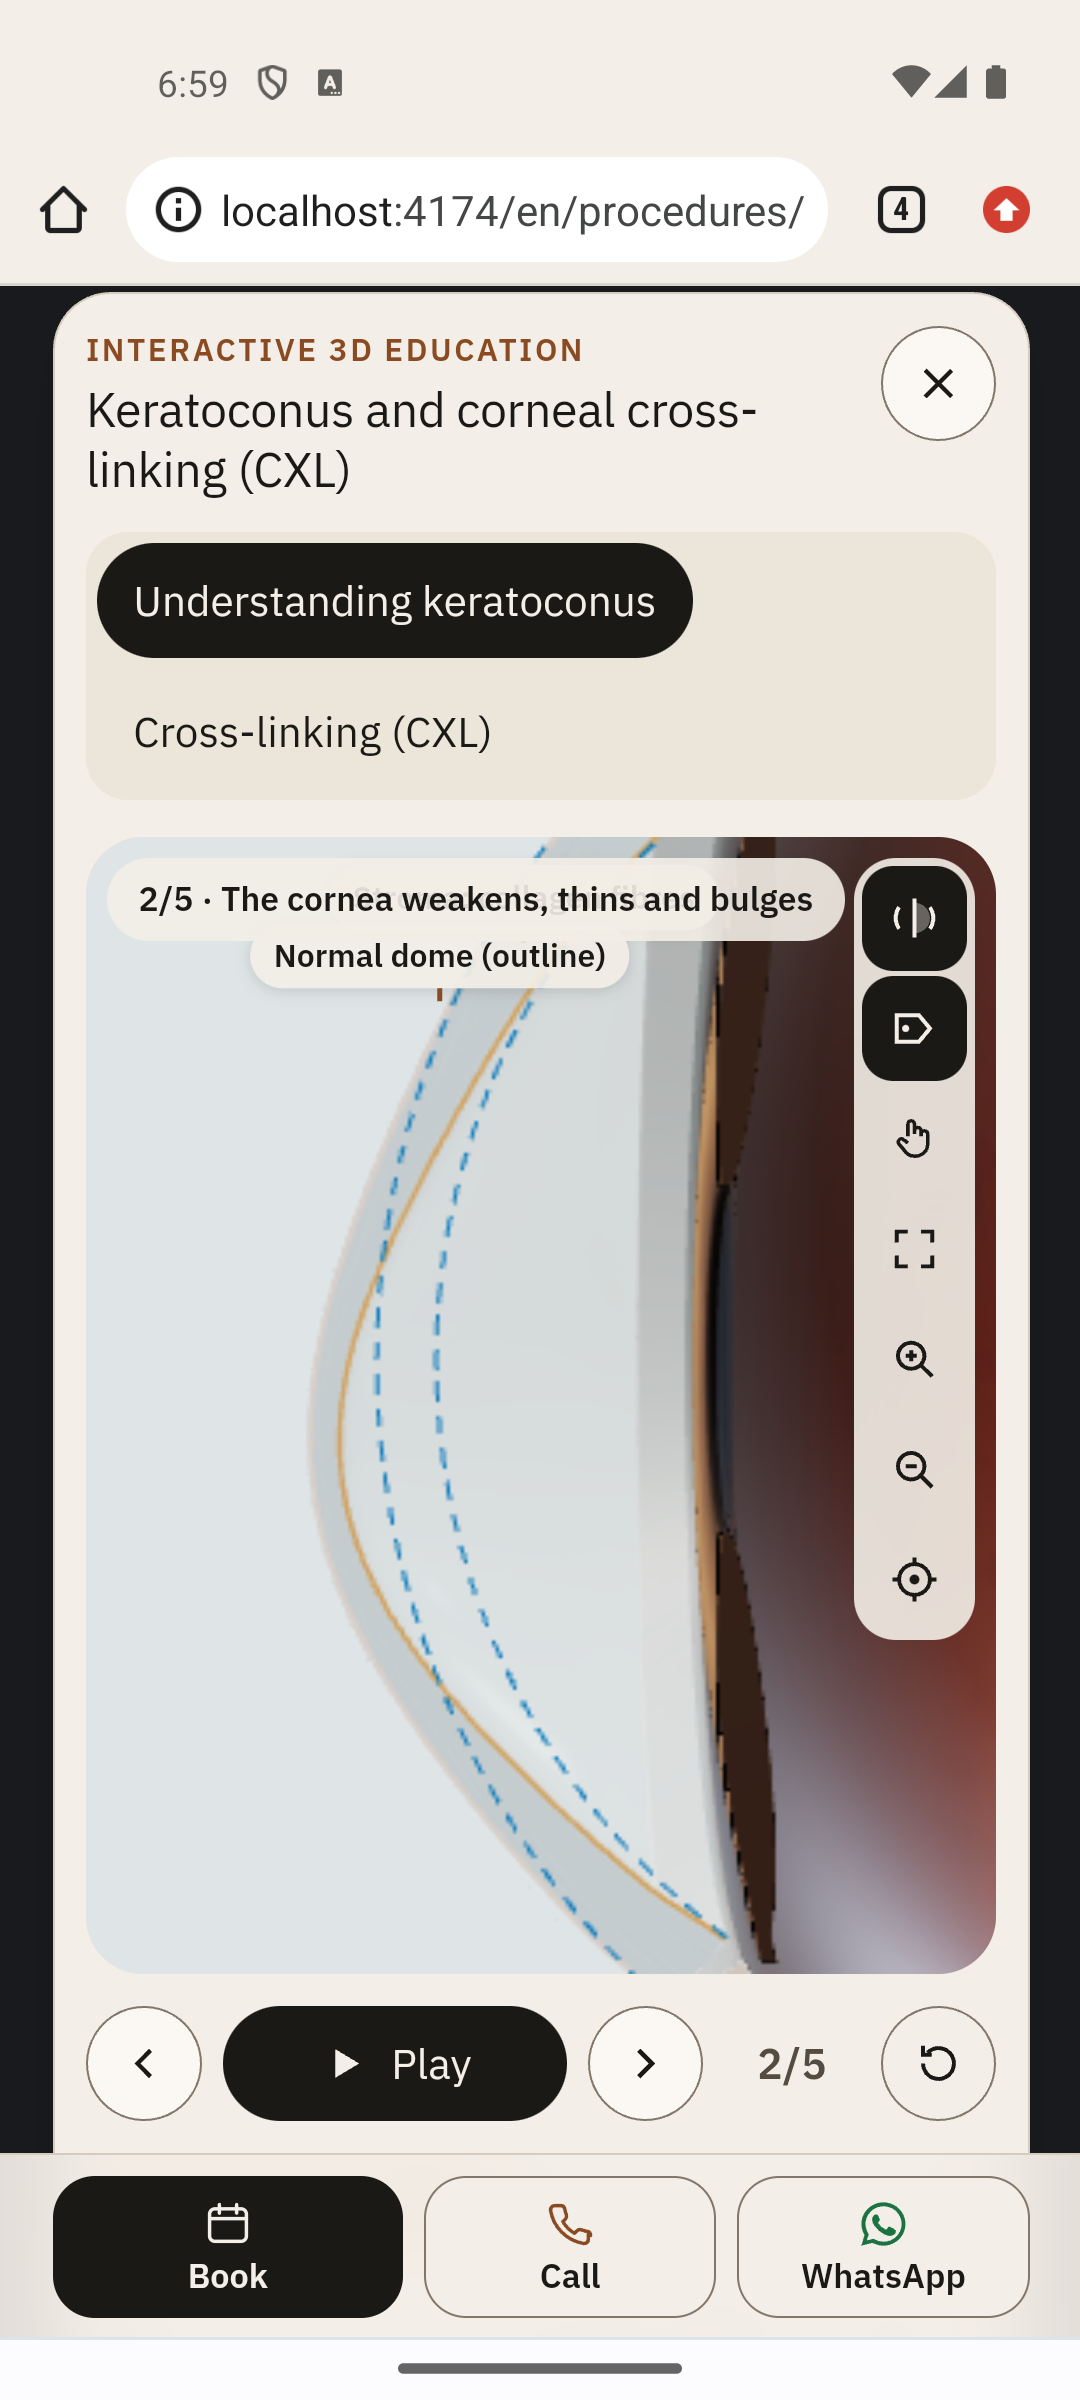 6:59
localhost:4174/en/procedures/
4
INTERACTIVE 3D EDUCATION
Keratoconus and corneal cross-
linking (CXL)
Understanding keratoconus
Cross-linking (CXL)
2/5 · The cornea weakens, thins and bulges
Normal dome (outline)
Play
2/5
Book
Call
WhatsApp